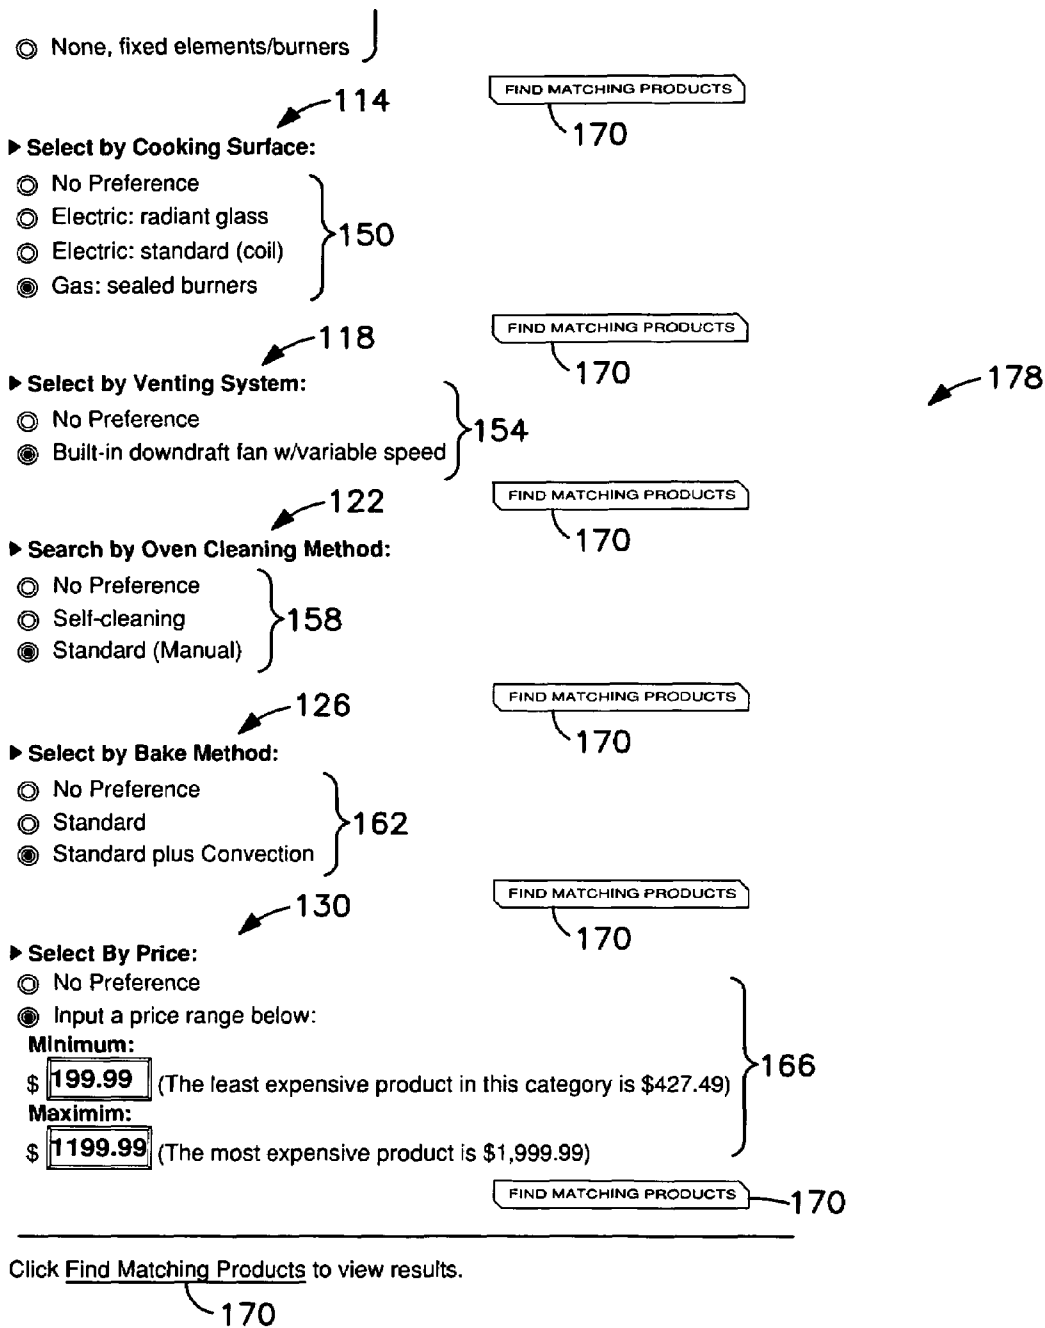 None, fixed elements/burners
FIND MATCHING PRODUCTS
114
170
Select by Cooking Surface:
No Preference
Electric: radiant glass
150
Electric: standard (coil)
Gas: sealed burners
FIND MATCHING PRODUCTS
118
170
178
Select by Venting System:
No Preference
154
Built-in downdraft fan w/variable speed
FIND MATCHING PRODUCTS
122
170
Search by Oven Cleaning Method:
No Preference
Self-cleaning
158
Standard (Manual)
FIND MATCHING PRODUCTS
126
170
Select by Bake Method:
No Preference
Standard
162
Standard plus Convection
FIND MATCHING PRODUCTS
130
170
Select By Price:
No Preference
Input a price range below:
Minimum:
166
$ 199.99 (The least expensive product in this category is $427.49)
Maximim:
$ 1199.99 (The most expensive product is $1,999.99)
FIND MATCHING PRODUCTS
170
Click Find Matching Products to view results.
170